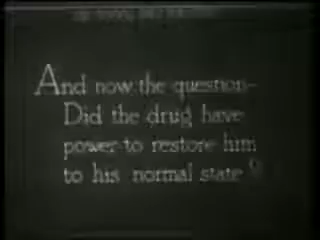 And now the question-
Did the drug have
power to restore him
to his normal state?